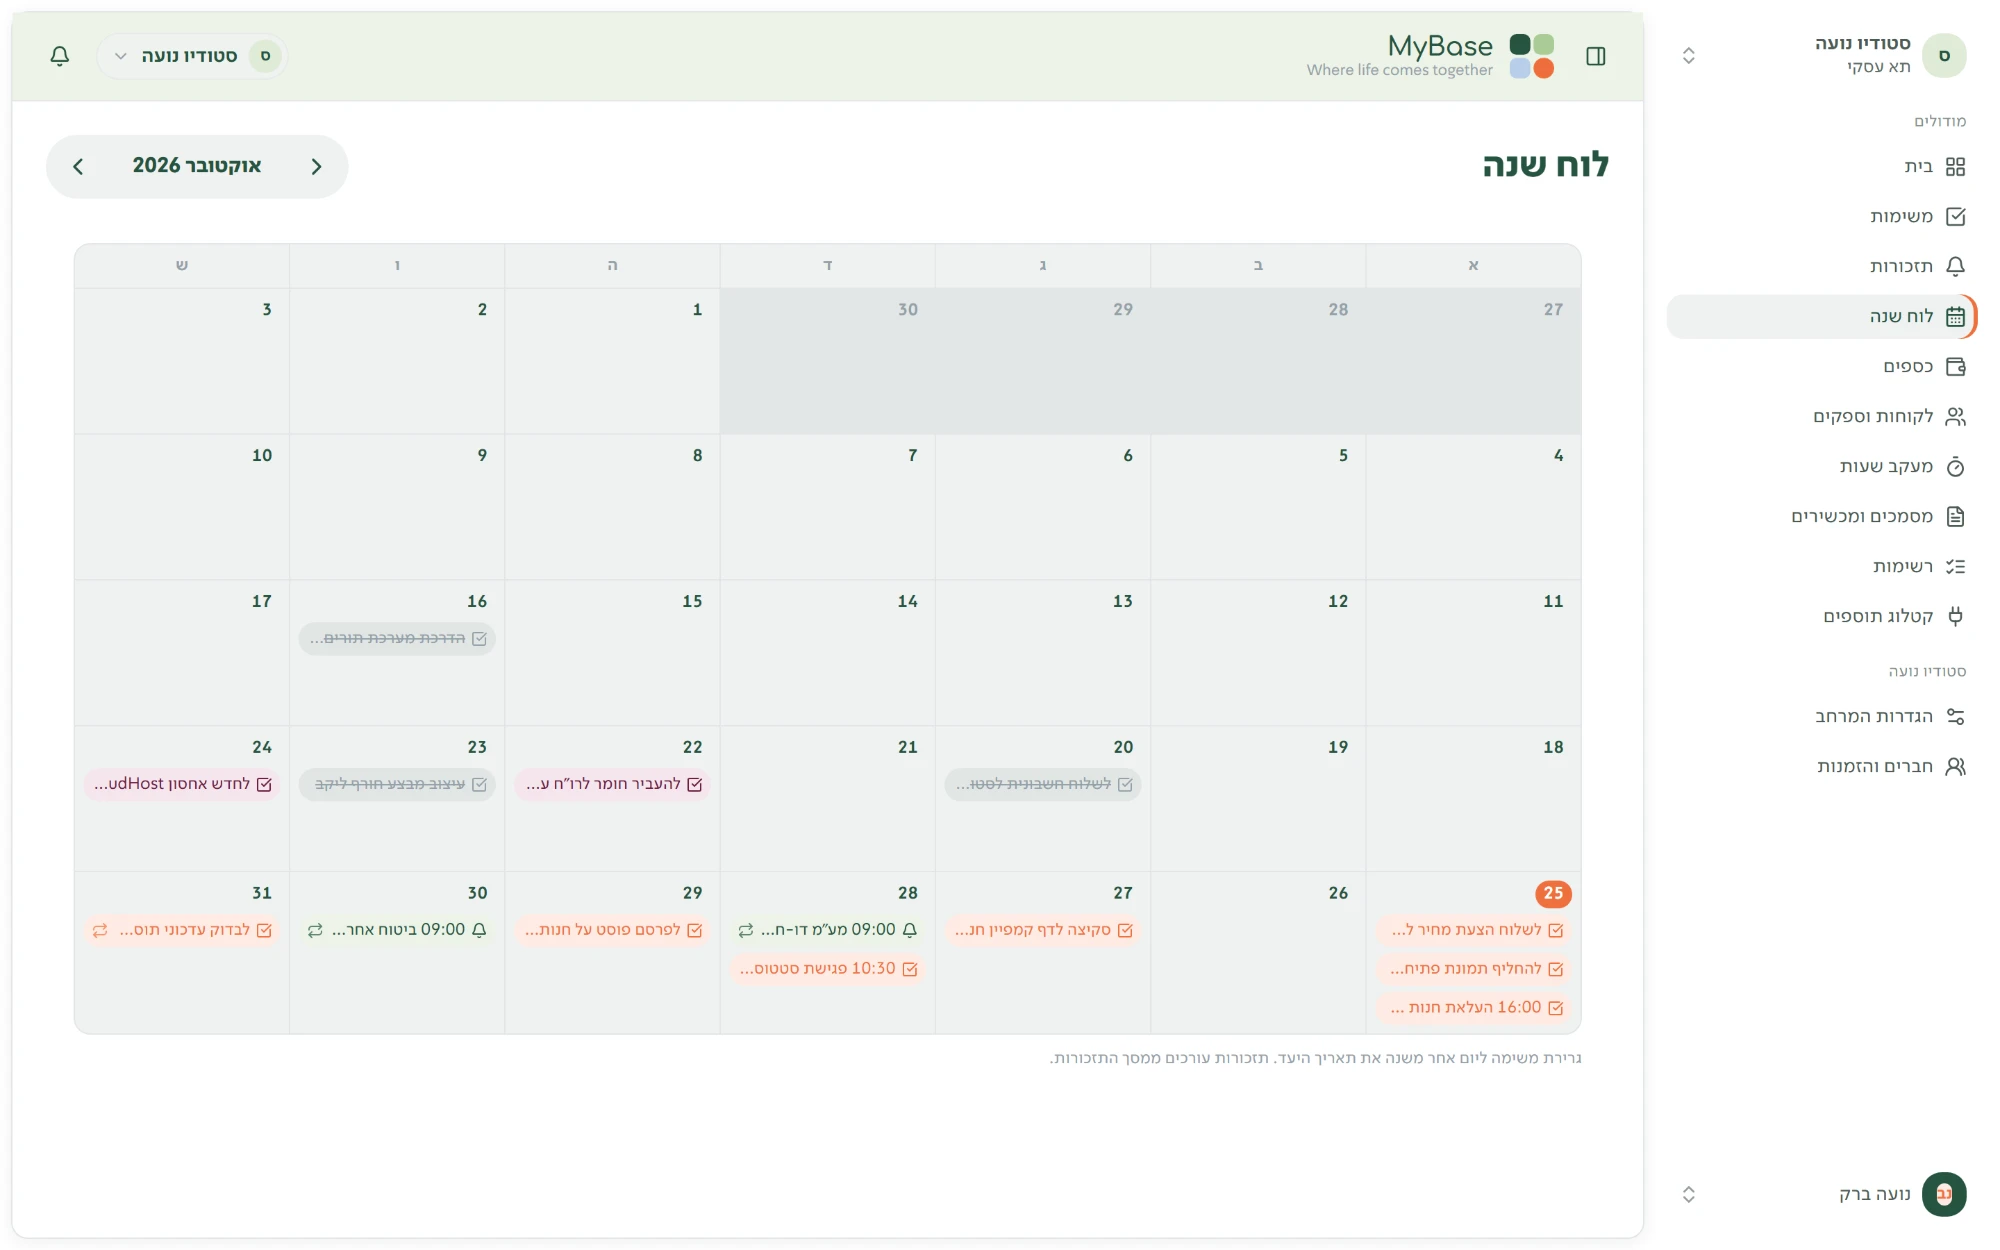 סטודיו נועה
תא עסקי
ס
מודולים
בית
משימות
תזכורות
לוח שנה
כספים
לקוחות וספקים
מעקב שעות
מסמכים ומכשירים
רשימות
קטלוג תוספים
סטודיו נועה
הגדרות המרחב
חברים והזמנות
נועה ברק
נב
MyBase
Where life comes together
ס סטודיו נועה
לוח שנה
אוקטובר 2026
א ב ג ד ה ו ש
27 28 29 30 1 2 3
4 5 6 7 8 9 10
11 12 13 14 15 16 17
הדרכת מערכת תורים...
18 19 20 21 22 23 24
לשלוח חשבונית לסטו...
להעביר חומר לרו״ח ע...
עיצוב מבצע חורף ליקב
לחדש אחסון udHost...
25 26 27 28 29 30 31
לשלוח הצעת מחיר ל...
להחליף תמונת פתיח...
16:00 העלאת חנות ...
סקיצה לדף קמפיין חנ...
09:00 מע״מ דו-ח...
10:30 פגישת סטטוס...
לפרסם פוסט על חנות...
09:00 ביטוח אחר...
לבדוק עדכוני תוס...
גרירת משימה ליום אחר משנה את תאריך היעד. תזכורות עורכים ממסך התזכורות.